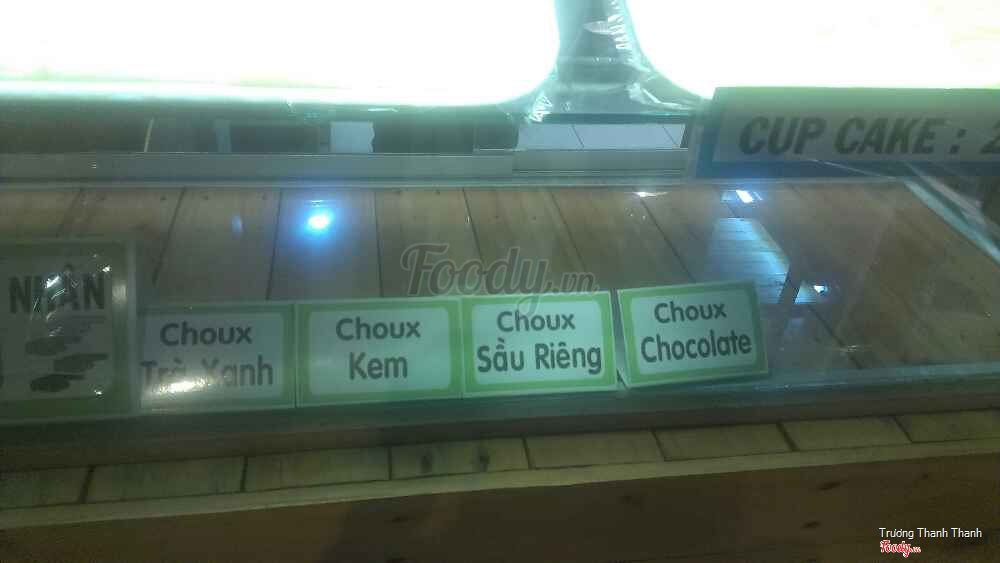 CUP CAKE :
NHÂN
Choux
Trà Xanh
Choux
Kem
Choux
Sầu Riêng
Choux
Chocolate
Foody.vn
Trương Thanh Thanh
Foody.vn